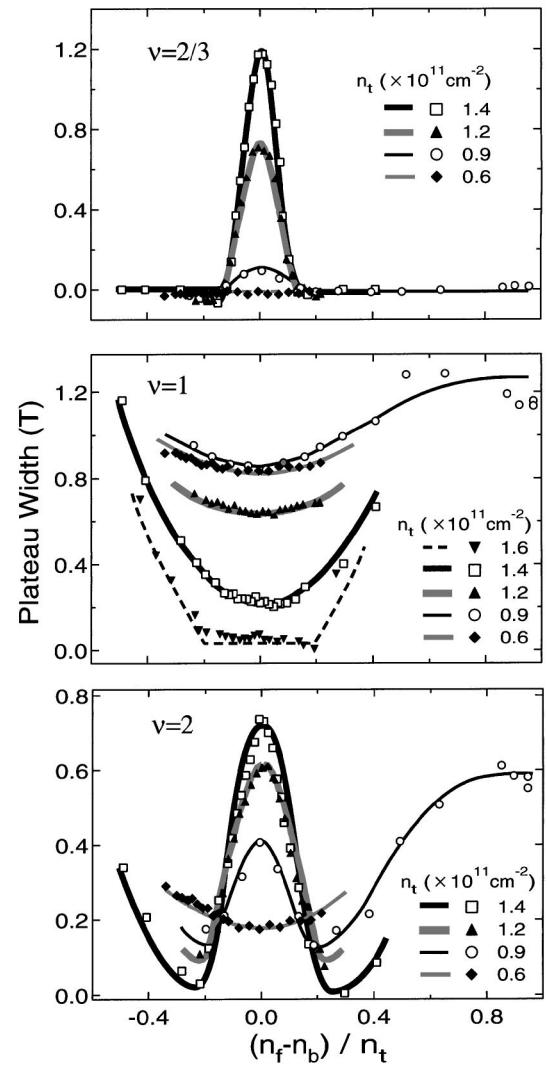 ν=2/3
n_t (×10^11 cm^-2)
1.4
1.2
0.9
0.6
1.2
0.8
0.4
0.0
Plateau Width (T)
ν=1
1.2
0.8
0.4
0.0
n_t (×10^11 cm^-2)
1.6
1.4
1.2
0.9
0.6
ν=2
0.8
0.6
0.4
0.2
0.0
n_t (×10^11 cm^-2)
1.4
1.2
0.9
0.6
-0.4 0.0 0.4 0.8
(n_f-n_b) / n_t